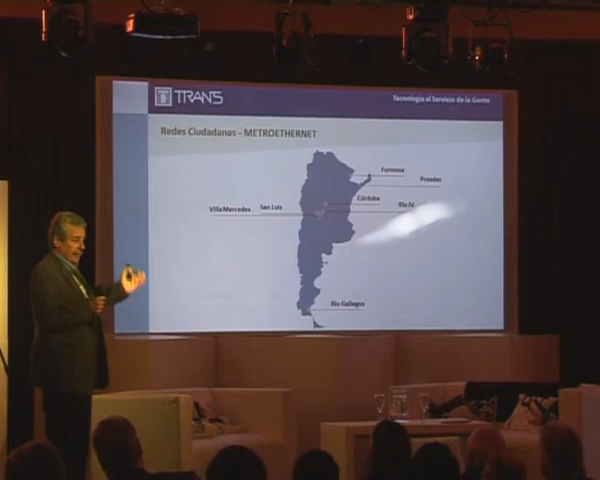 TRANS
Tecnología al Servicio de la Gente
Redes Ciudadanas - METROETHERNET
Formosa
Posadas
Córdoba
Villa Mercedes
San Luis
Río IV
Río Gallegos